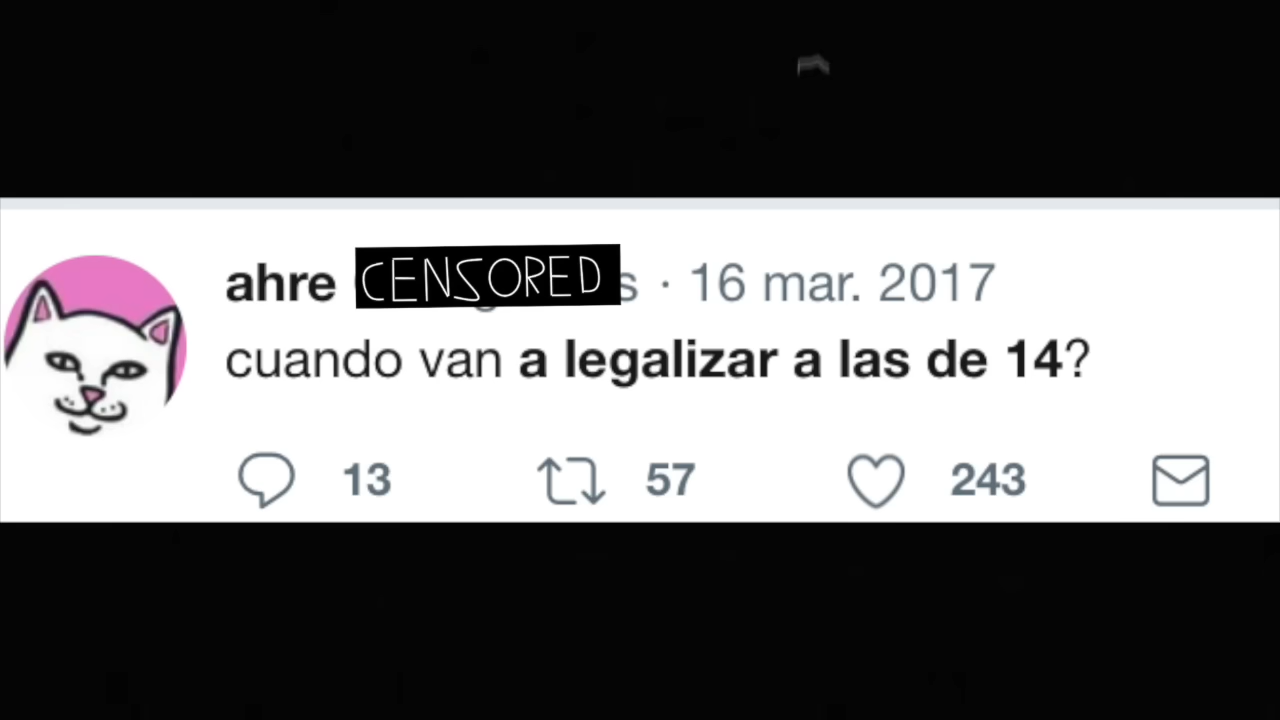 ahre CENSORED s · 16 mar. 2017
cuando van a legalizar a las de 14?
13 57 243